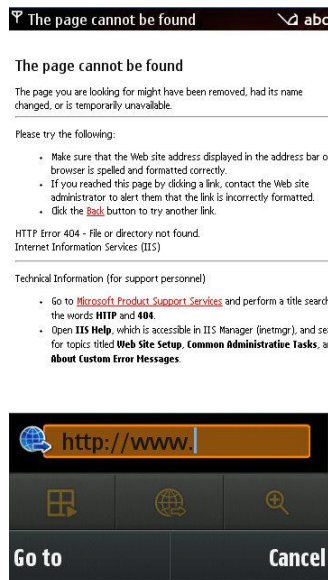 The page cannot be found
abc
The page cannot be found
The page you are looking for might have been removed, had its name
changed, or is temporarily unavailable.
Please try the following:
• Make sure that the Web site address displayed in the address bar o
browser is spelled and formatted correctly.
• If you reached this page by clicking a link, contact the Web site
administrator to alert them that the link is incorrectly formatted.
• Click the Back button to try another link.
HTTP Error 404 - File or directory not found.
Internet Information Services (IIS)
Technical Information (for support personnel)
• Go to Microsoft Product Support Services and perform a title search
the words HTTP and 404.
• Open IIS Help, which is accessible in IIS Manager (inetmgr), and sea
for topics titled Web Site Setup, Common Administrative Tasks, a
About Custom Error Messages.
http://www.
Go to
Cancel